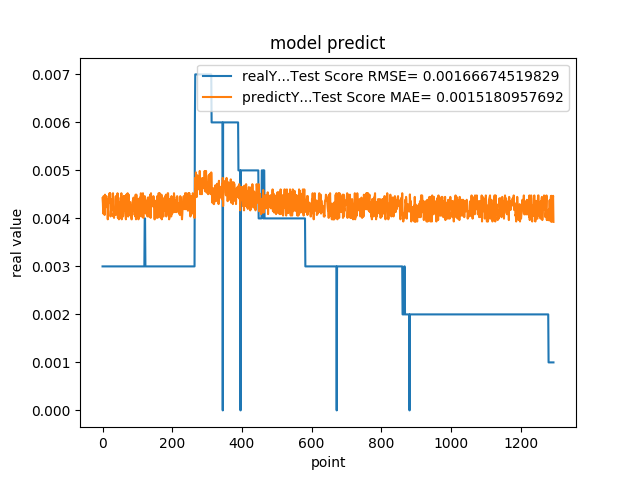 model predict
realY...Test Score RMSE= 0.00166674519829
predictY...Test Score MAE= 0.0015180957692
0.007
0.006
0.005
0.004
0.003
0.002
0.001
0.000
real value
0 200 400 600 800 1000 1200
point